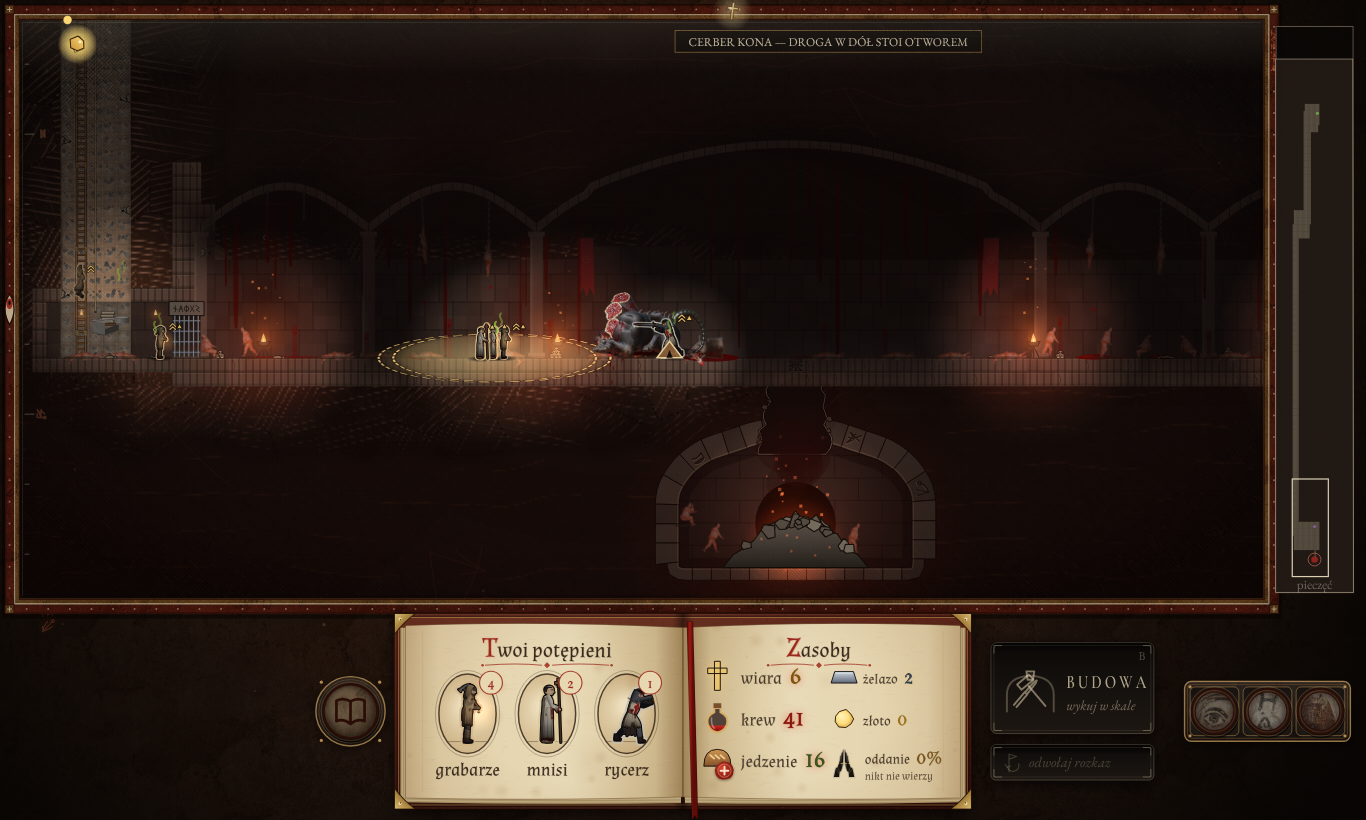 CERBER KONA — DROGA W DÓŁ STOI OTWOREM
pieczęć
Twoi potępieni
4
2
1
grabarze
mnisi
rycerz
Zasoby
wiara 6
żelazo 2
krew 41
złoto 0
jedzenie 16
oddanie 0%
nikt nie wierzy
B
BUDOWA
wykuj w skale
odwołaj rozkaz